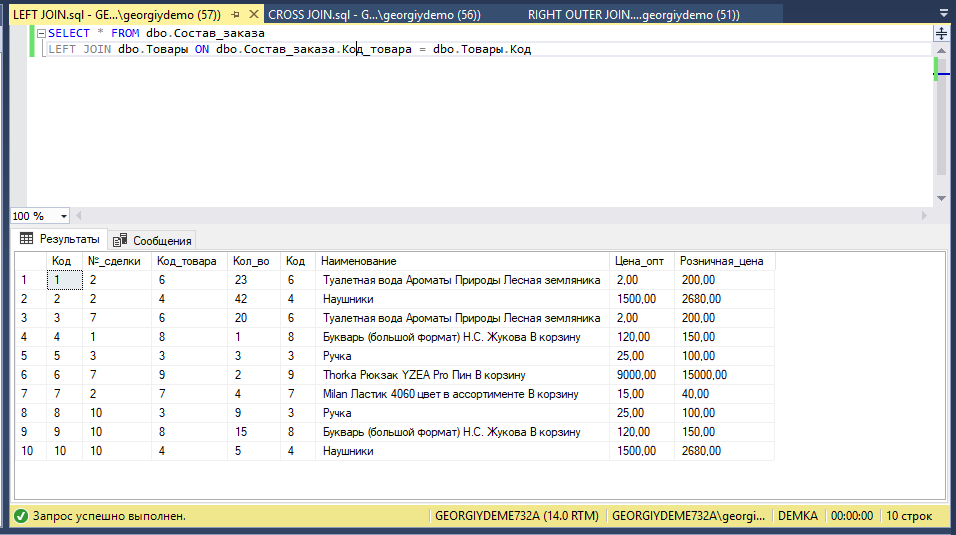 LEFT JOIN.sql - GE...\georgiydemo (57)) CROSS JOIN.sql - G...\georgiydemo (56)) RIGHT OUTER JOIN....georgiydemo (51))
SELECT * FROM dbo.Состав_заказа
LEFT JOIN dbo.Товары ON dbo.Состав_заказа.Код_товара = dbo.Товары.Код
100 %
Результаты Сообщения
Код №_сделки Код_товара Кол_во Код Наименование Цена_опт Розничная_цена
1 1 2 6 23 6 Туалетная вода Ароматы Природы Лесная земляника 2,00 200,00
2 2 2 4 42 4 Наушники 1500,00 2680,00
3 3 7 6 20 6 Туалетная вода Ароматы Природы Лесная земляника 2,00 200,00
4 4 1 8 1 8 Букварь (большой формат) Н.С. Жукова В корзину 120,00 150,00
5 5 3 3 3 3 Ручка 25,00 100,00
6 6 7 9 2 9 Thorka Рюкзак YZEA Pro Пин В корзину 9000,00 15000,00
7 7 2 7 4 7 Milan Ластик 4060 цвет в ассортименте В корзину 15,00 40,00
8 8 10 3 9 3 Ручка 25,00 100,00
9 9 10 8 15 8 Букварь (большой формат) Н.С. Жукова В корзину 120,00 150,00
10 10 10 4 5 4 Наушники 1500,00 2680,00
Запрос успешно выполнен. GEORGIYDEME732A (14.0 RTM) GEORGIYDEME732A\georgi... DEMKA 00:00:00 10 строк